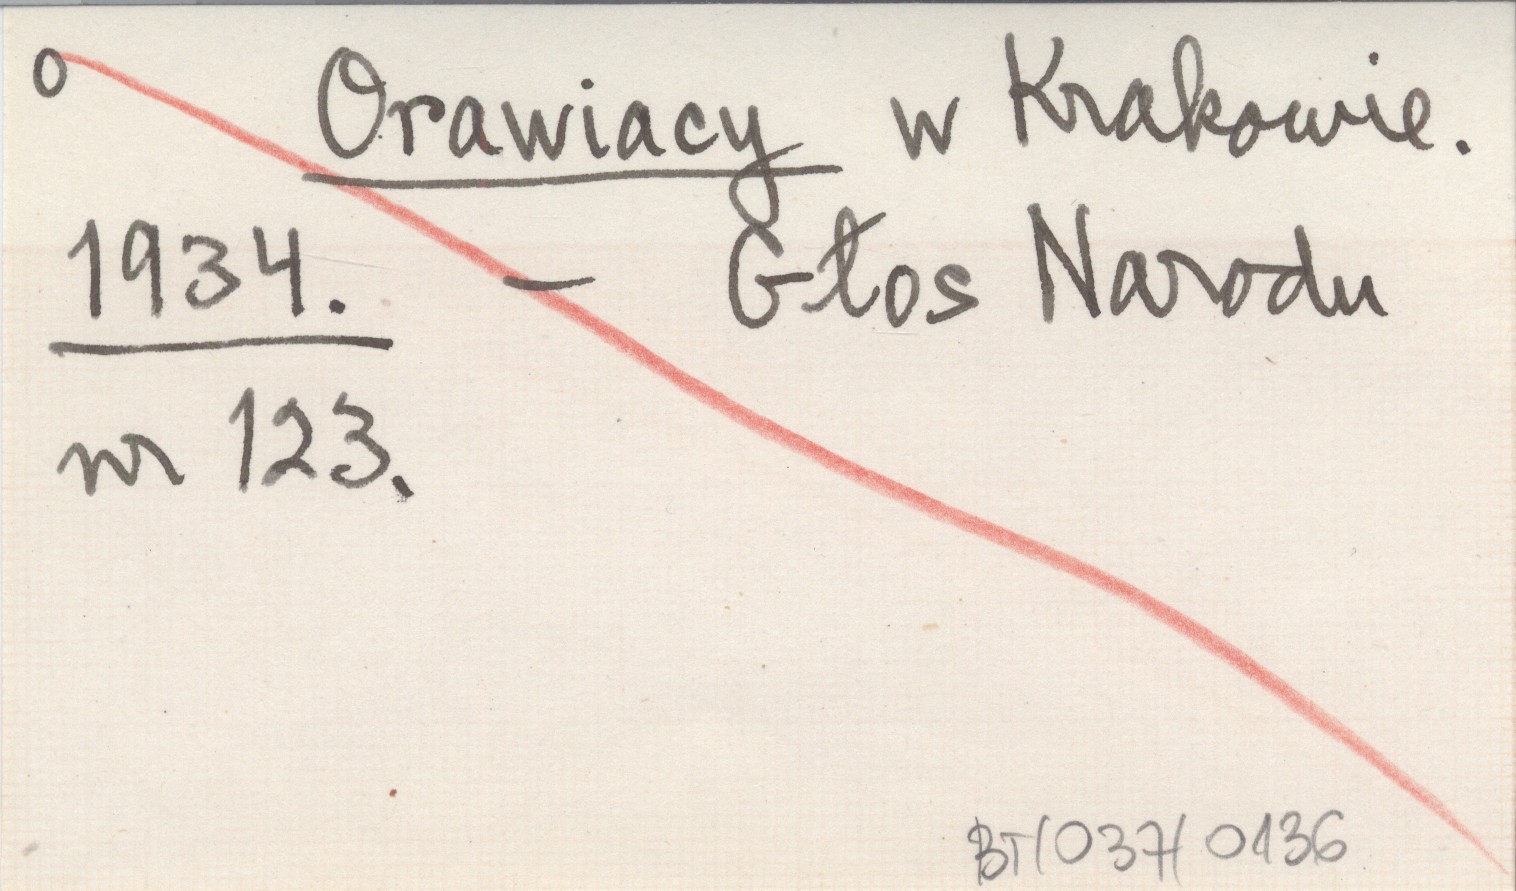 o Orawiacy w Krakowie.
1934. — Głos Narodu
nr 123.
BT/037/0136